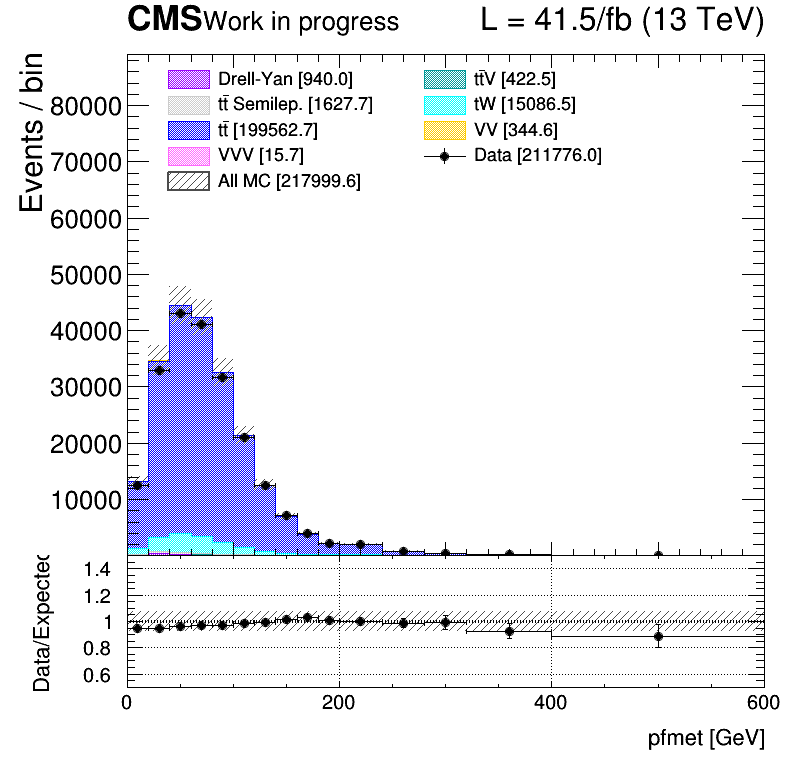 CMS Work in progress L = 41.5/fb (13 TeV)
Events / bin
Drell-Yan [940.0]
tt̄ Semilep. [1627.7]
tt̄ [199562.7]
VVV [15.7]
All MC [217999.6]
tt̄V [422.5]
tW [15086.5]
VV [344.6]
Data [211776.0]
80000
70000
60000
50000
40000
30000
20000
10000
Data/Expected
1.4
1.2
1
0.8
0.6
0 200 400 600
pfmet [GeV]